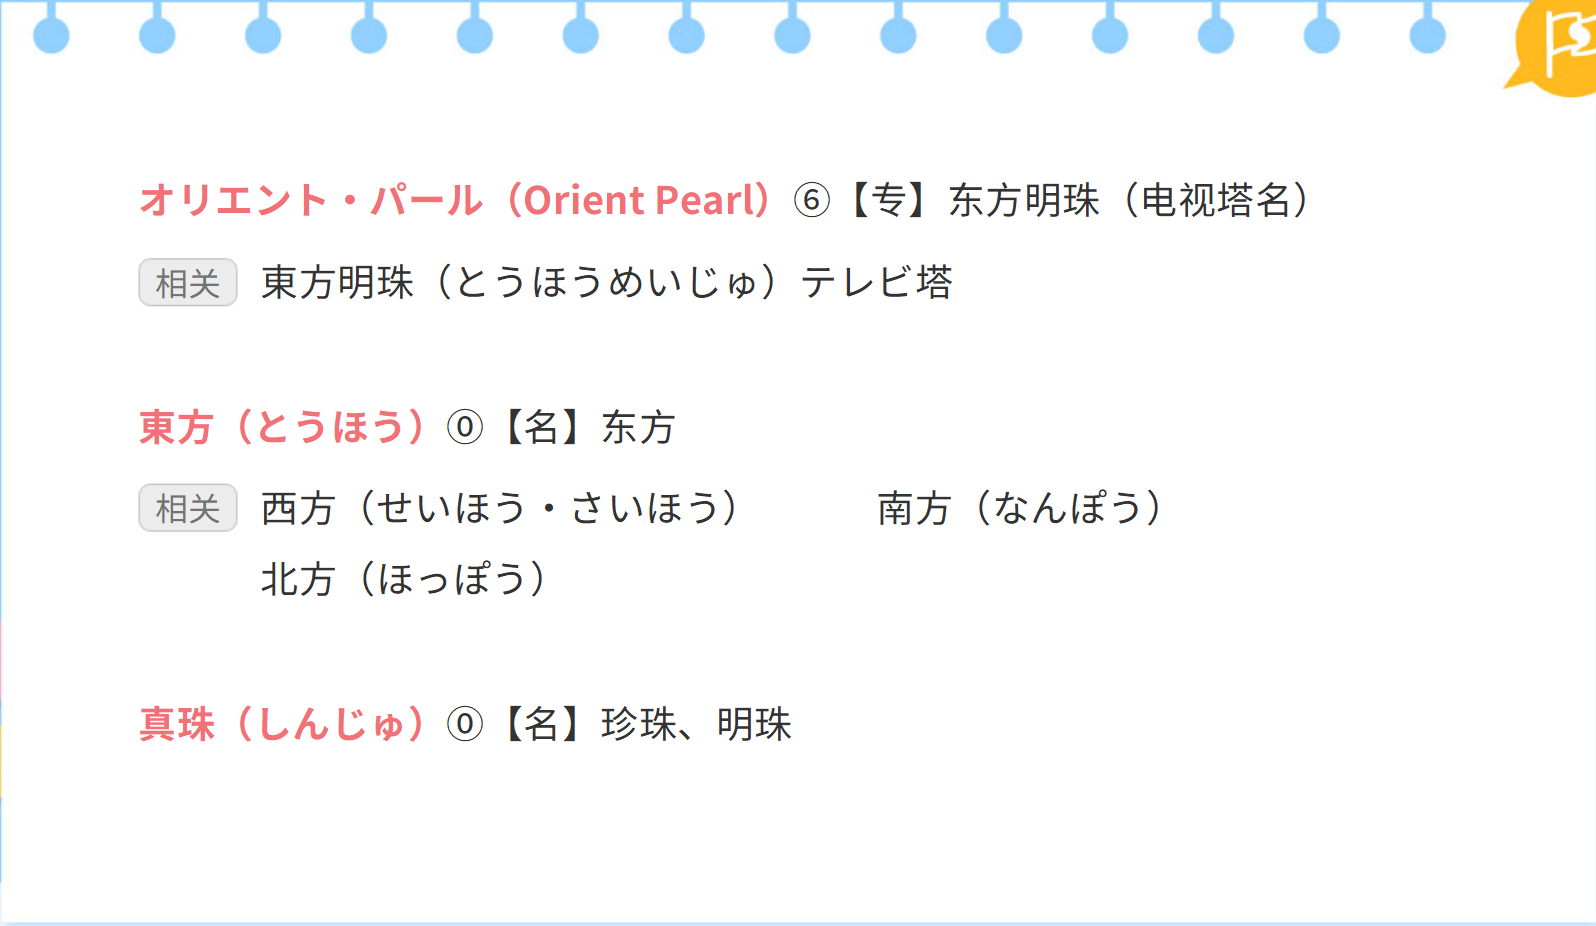 オリエント・パール（Orient Pearl）⑥【专】东方明珠（电视塔名）
相关 東方明珠（とうほうめいじゅ）テレビ塔
東方（とうほう）⓪【名】东方
相关 西方（せいほう・さいほう） 南方（なんぽう）
北方（ほっぽう）
真珠（しんじゅ）⓪【名】珍珠、明珠